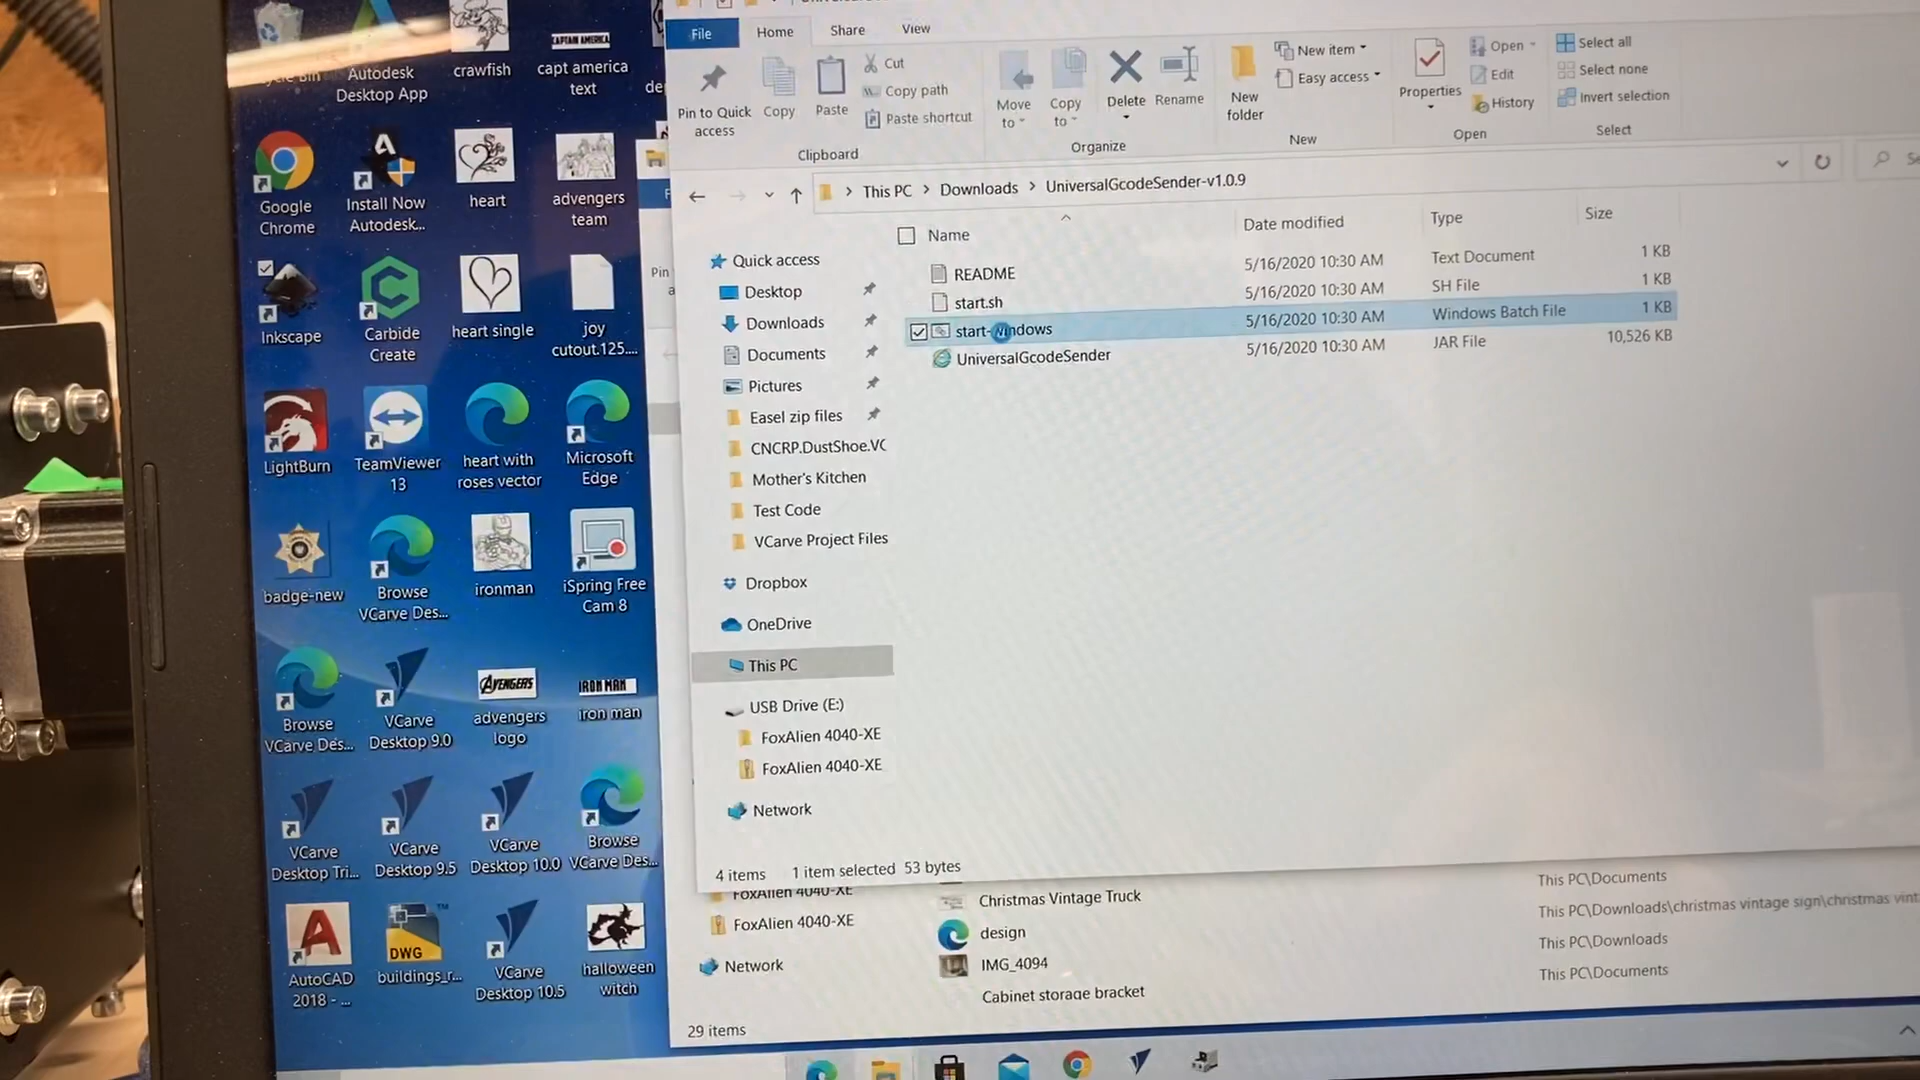 File
Home
Share
View
Pin to Quick
access
Copy
Paste
Cut
Copy path
Paste shortcut
Clipboard
Move
to
Copy
to
Delete
Rename
Organize
New
folder
New item
Easy access
New
Properties
Open
Edit
History
Open
Select all
Select none
Invert selection
Select
This PC
Downloads
UniversalGcodeSender-v1.0.9
Name
Date modified
Type
Size
README
5/16/2020 10:30 AM
Text Document
1 KB
start.sh
5/16/2020 10:30 AM
SH File
1 KB
start-windows
5/16/2020 10:30 AM
Windows Batch File
1 KB
UniversalGcodeSender
5/16/2020 10:30 AM
JAR File
10,526 KB
Quick access
Desktop
Downloads
Documents
Pictures
Easel zip files
CNCRP.DustShoe.VC
Mother's Kitchen
Test Code
VCarve Project Files
Dropbox
OneDrive
This PC
USB Drive (E:)
FoxAlien 4040-XE
FoxAlien 4040-XE
Network
4 items
1 item selected
53 bytes
FoxAlien 4040-XE
FoxAlien 4040-XE
Network
29 items
Christmas Vintage Truck
design
IMG_4094
Cabinet storage bracket
This PC\Documents
This PC\Downloads\christmas vintage sign\christmas vint
This PC\Downloads
This PC\Documents
Bin
Autodesk
Desktop App
crawfish
CAPTAIN AMERICA
capt america
text
Google
Chrome
Install Now
Autodesk...
heart
advengers
team
Inkscape
Carbide
Create
heart single
joy
cutout.125....
LightBurn
TeamViewer
13
heart with
roses vector
Microsoft
Edge
badge-new
Browse
VCarve Des...
ironman
iSpring Free
Cam 8
Browse
VCarve Des...
VCarve
Desktop 9.0
AVENGERS
advengers
logo
IRON MAN
iron man
VCarve
Desktop Tri...
VCarve
Desktop 9.5
VCarve
Desktop 10.0
Browse
VCarve Des...
AutoCAD
2018 - ...
DWG
buildings_r...
VCarve
Desktop 10.5
halloween
witch